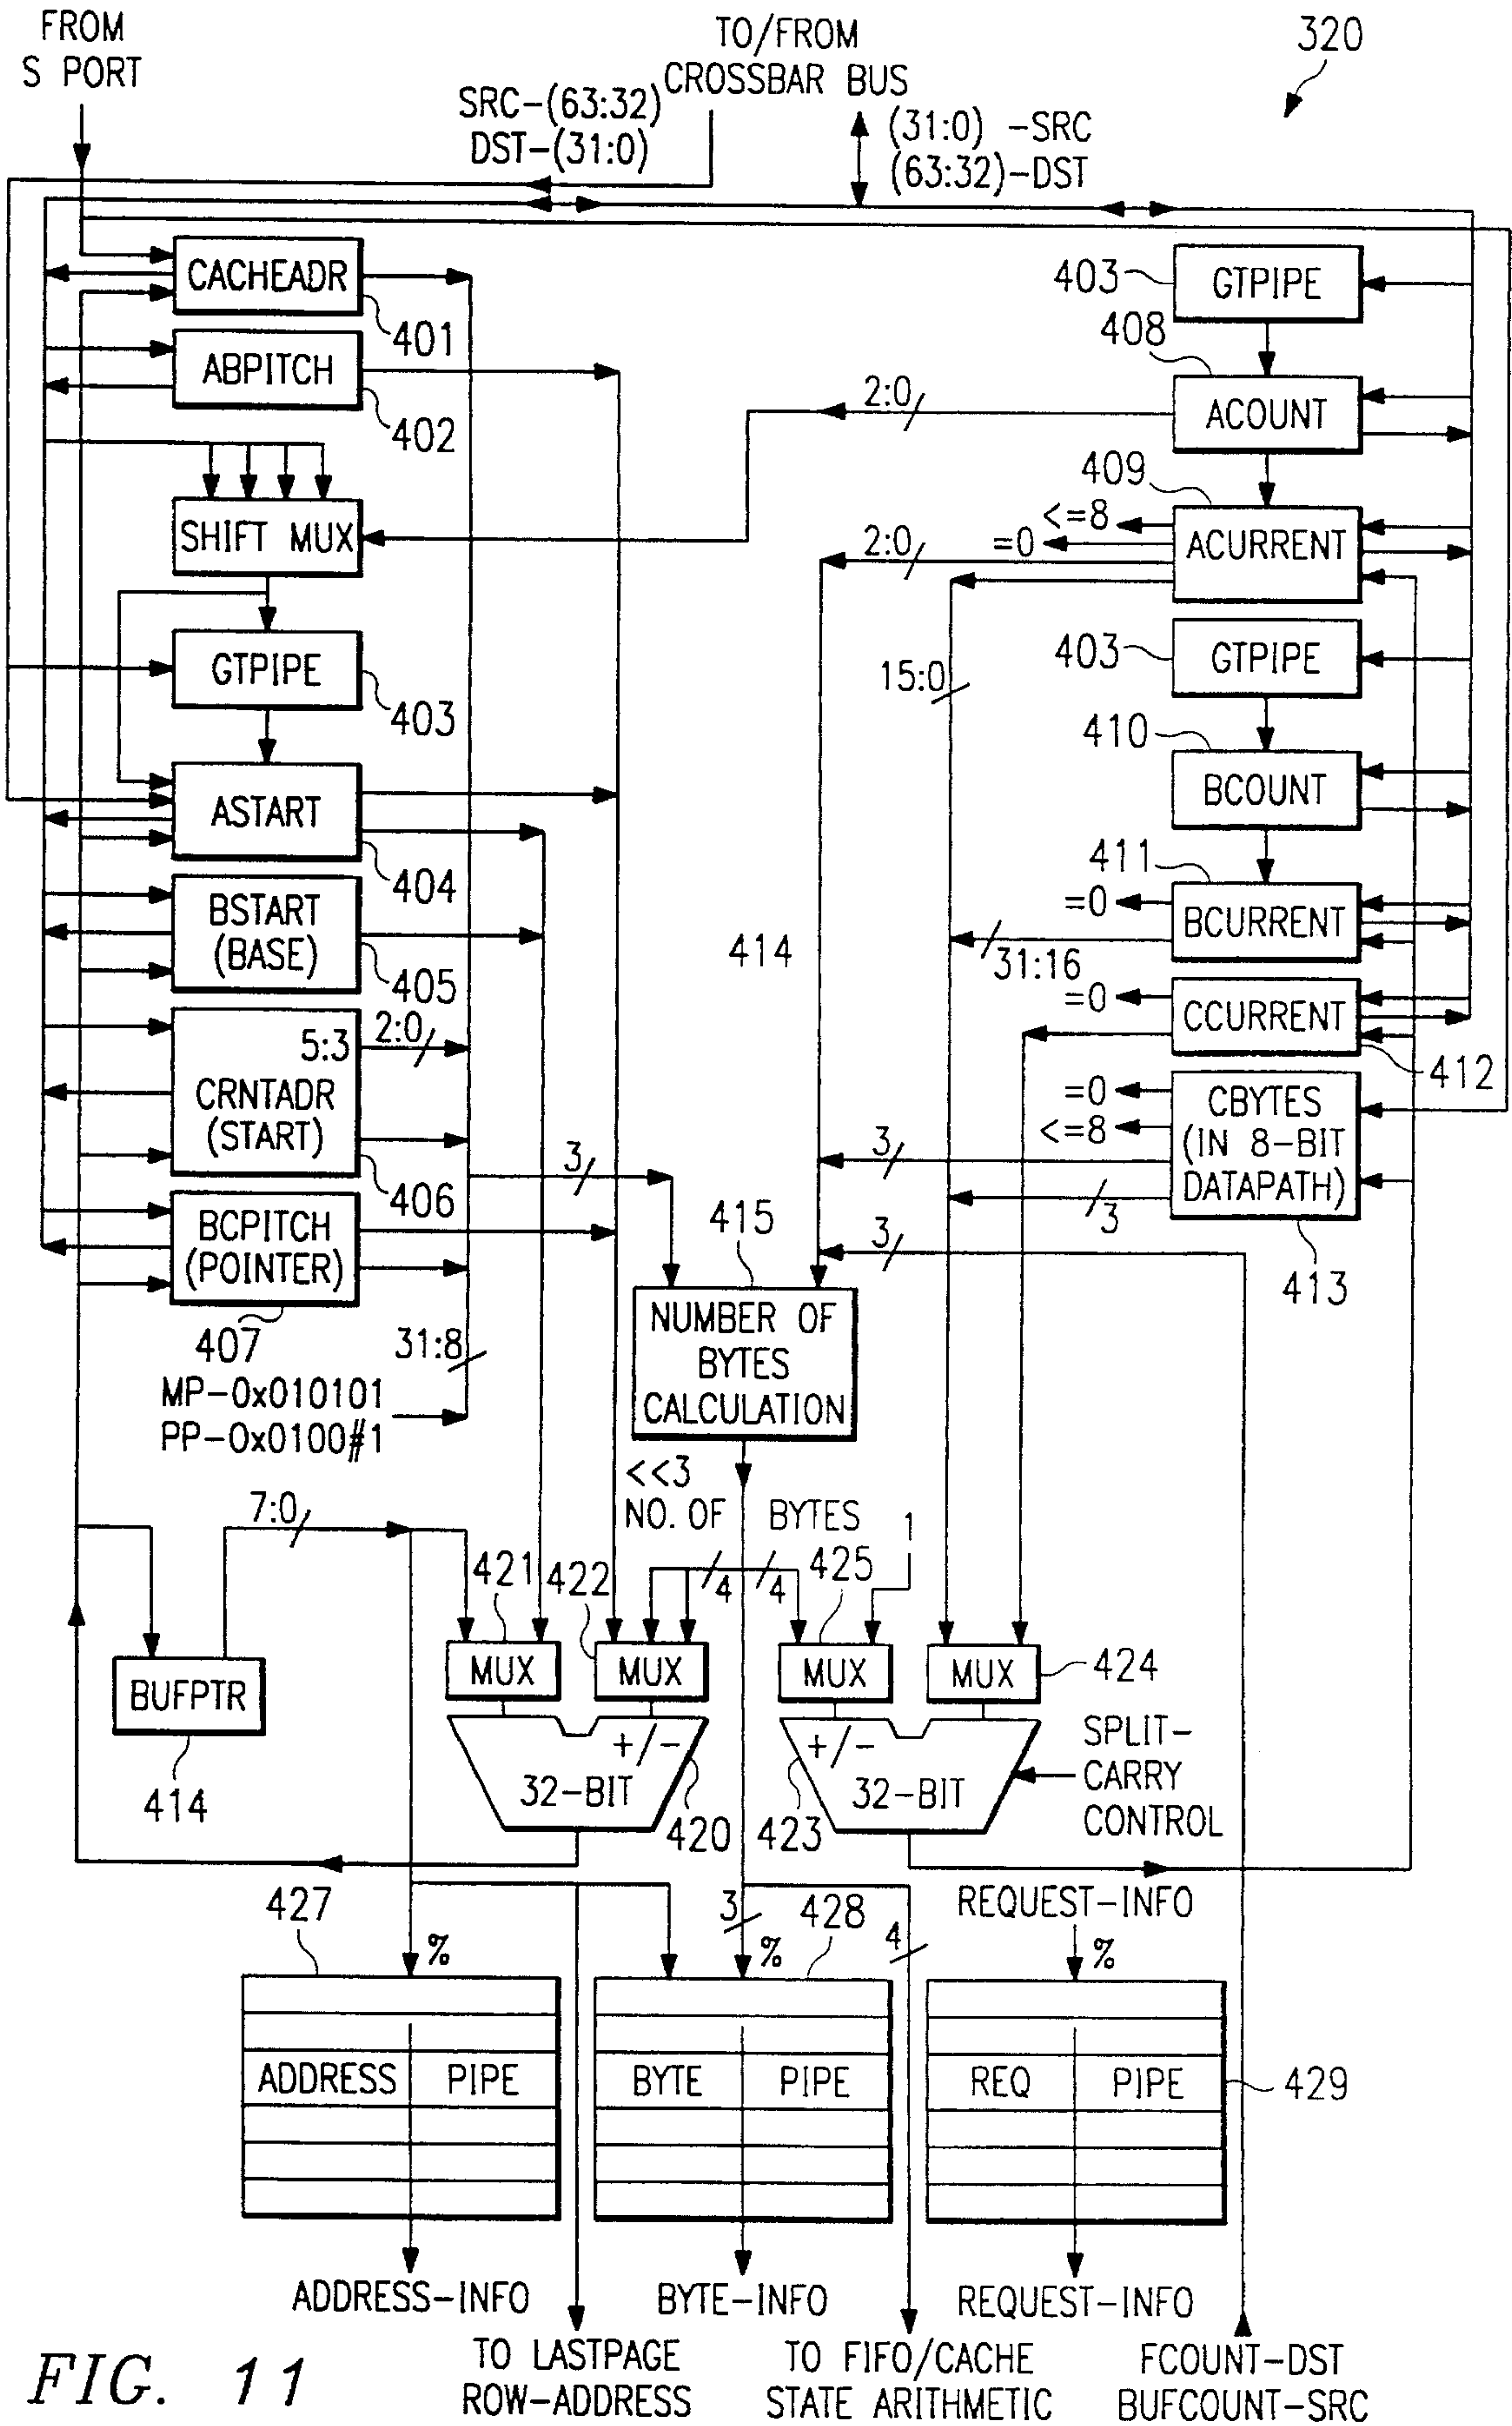 FROM
S PORT
TO/FROM
CROSSBAR BUS
320
SRC-(63:32)
DST-(31:0)
(31:0) -SRC
(63:32)-DST
CACHEADR
401
ABPITCH
402
SHIFT MUX
GTPIPE
403
ASTART
404
BSTART
(BASE)
405
5:3
2:0
CRNTADR
(START)
406
BCPITCH
(POINTER)
407
31:8
MP-0x010101
PP-0x0100#1
403
GTPIPE
408
2:0
ACOUNT
409
<=8
=0
2:0
ACURRENT
15:0
403
GTPIPE
410
BCOUNT
411
=0
BCURRENT
31:16
414
=0
CCURRENT
412
=0
<=8
CBYTES
(IN 8-BIT
DATAPATH)
3
3
3
3
413
415
NUMBER OF
BYTES
CALCULATION
<<3
NO. OF BYTES
7:0
1
421
422
4
4
425
MUX
MUX
MUX
MUX
424
BUFPTR
414
+/-
32-BIT
420
+/-
32-BIT
423
SPLIT-
CARRY
CONTROL
REQUEST-INFO
427
%
3
%
428
4
%
ADDRESS PIPE
BYTE PIPE
REQ PIPE
429
ADDRESS-INFO
BYTE-INFO
REQUEST-INFO
TO LASTPAGE
ROW-ADDRESS
TO FIFO/CACHE
STATE ARITHMETIC
FCOUNT-DST
BUFCOUNT-SRC
FIG. 11